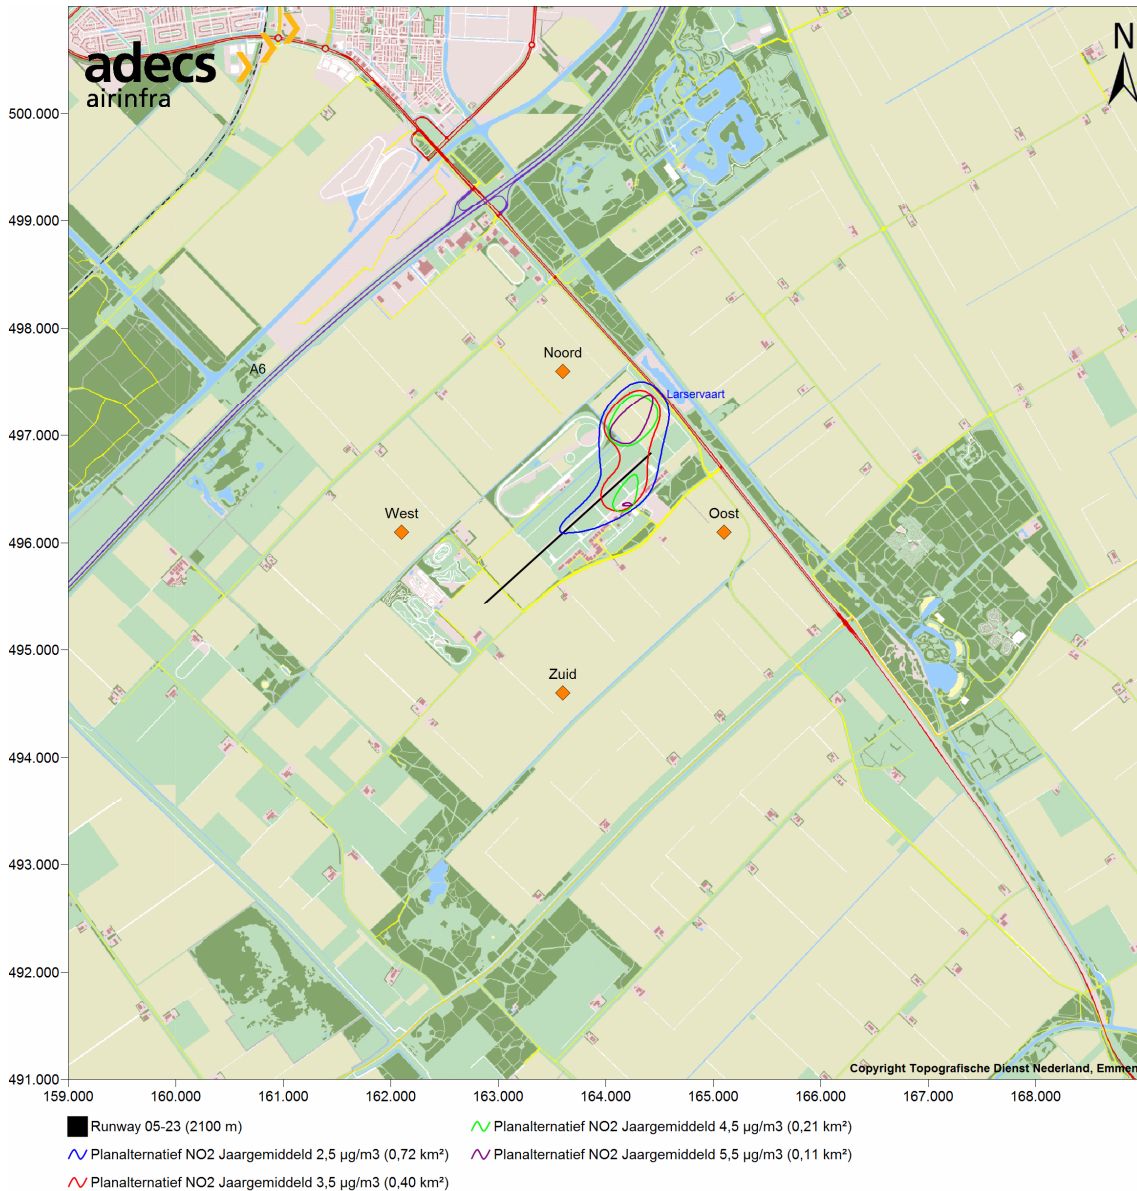 adecs
airinfra
N
500.000
499.000
498.000
Noord
A6
Larservaart
497.000
West
Oost
496.000
495.000
Zuid
494.000
493.000
492.000
491.000
Copyright Topografische Dienst Nederland, Emmen
159.000 160.000 161.000 162.000 163.000 164.000 165.000 166.000 167.000 168.000
Runway 05-23 (2100 m)
Planalternatief NO2 Jaargemiddeld 4,5 µg/m3 (0,21 km²)
Planalternatief NO2 Jaargemiddeld 2,5 µg/m3 (0,72 km²)
Planalternatief NO2 Jaargemiddeld 5,5 µg/m3 (0,11 km²)
Planalternatief NO2 Jaargemiddeld 3,5 µg/m3 (0,40 km²)